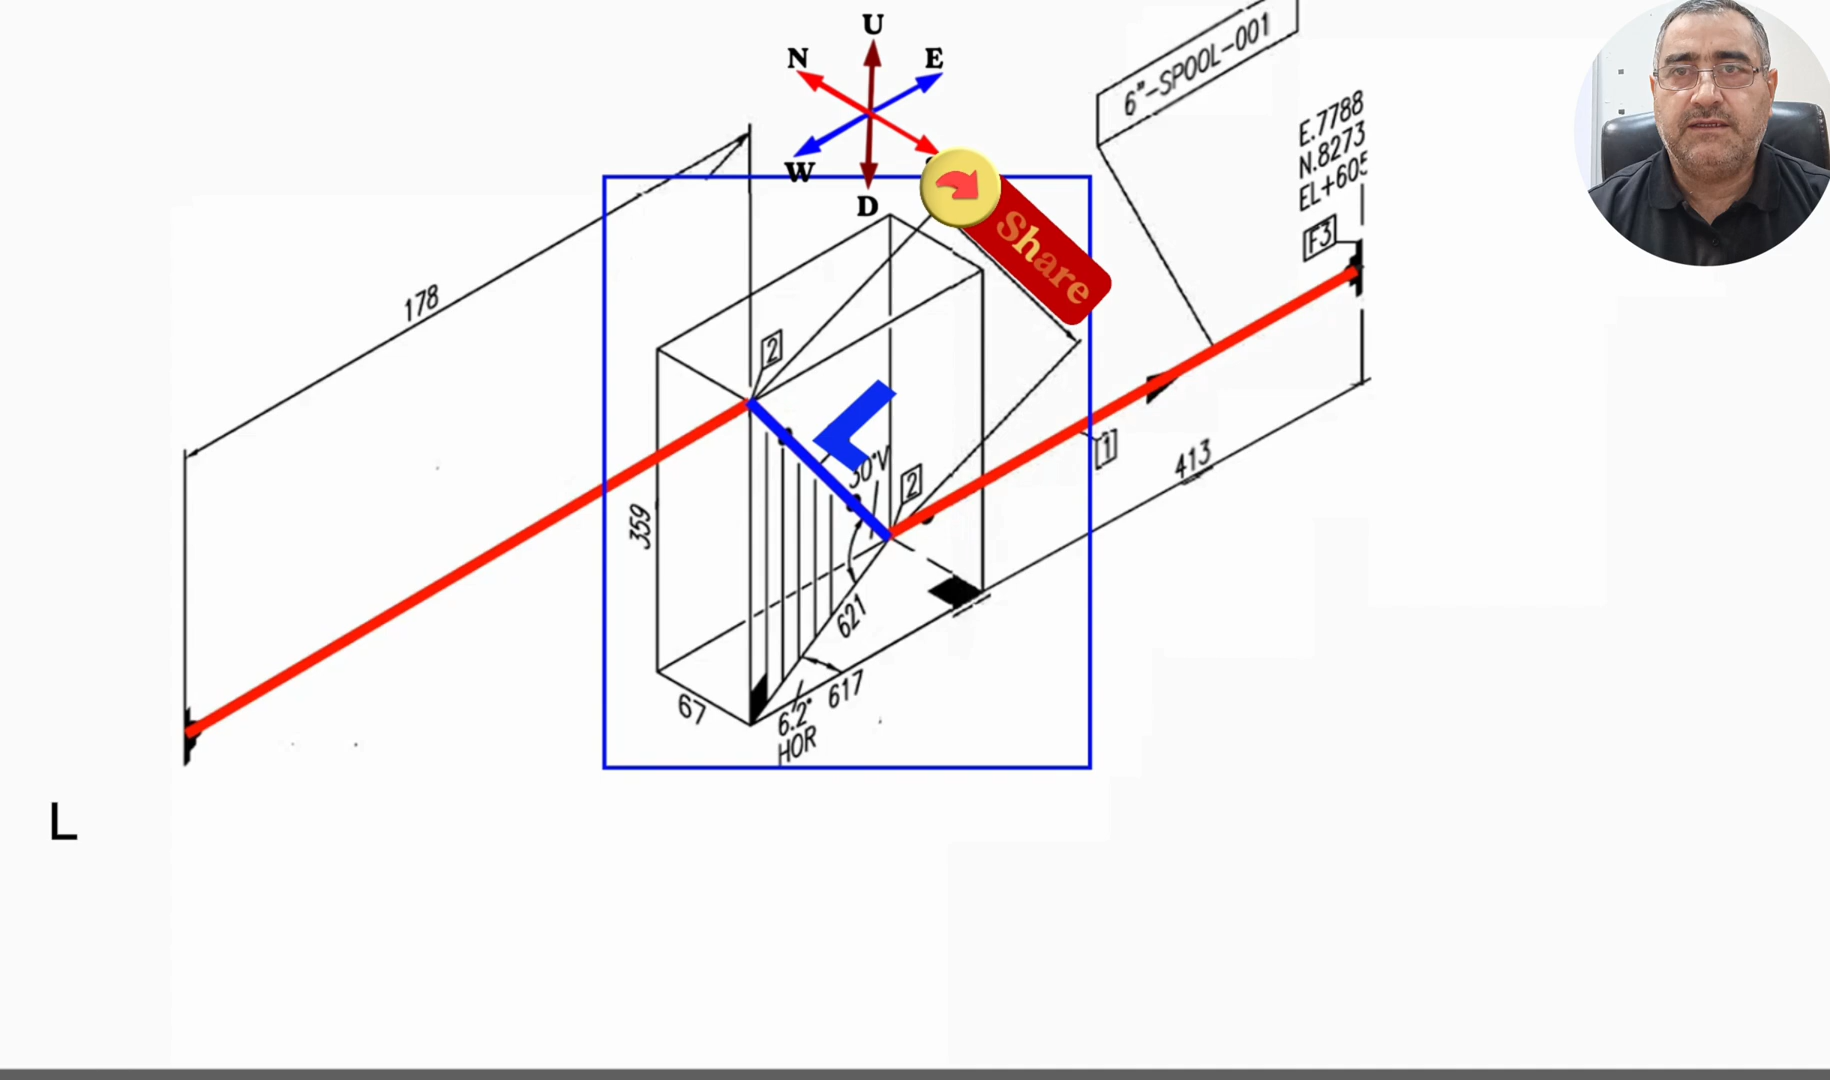 U
N
E
W
D
6"-SPOOL-001
E.7788
N.8273
EL+605
F3
178
2
L
30°V
2
1
413
359
621
67
617
6.2°
HOR
Share
L